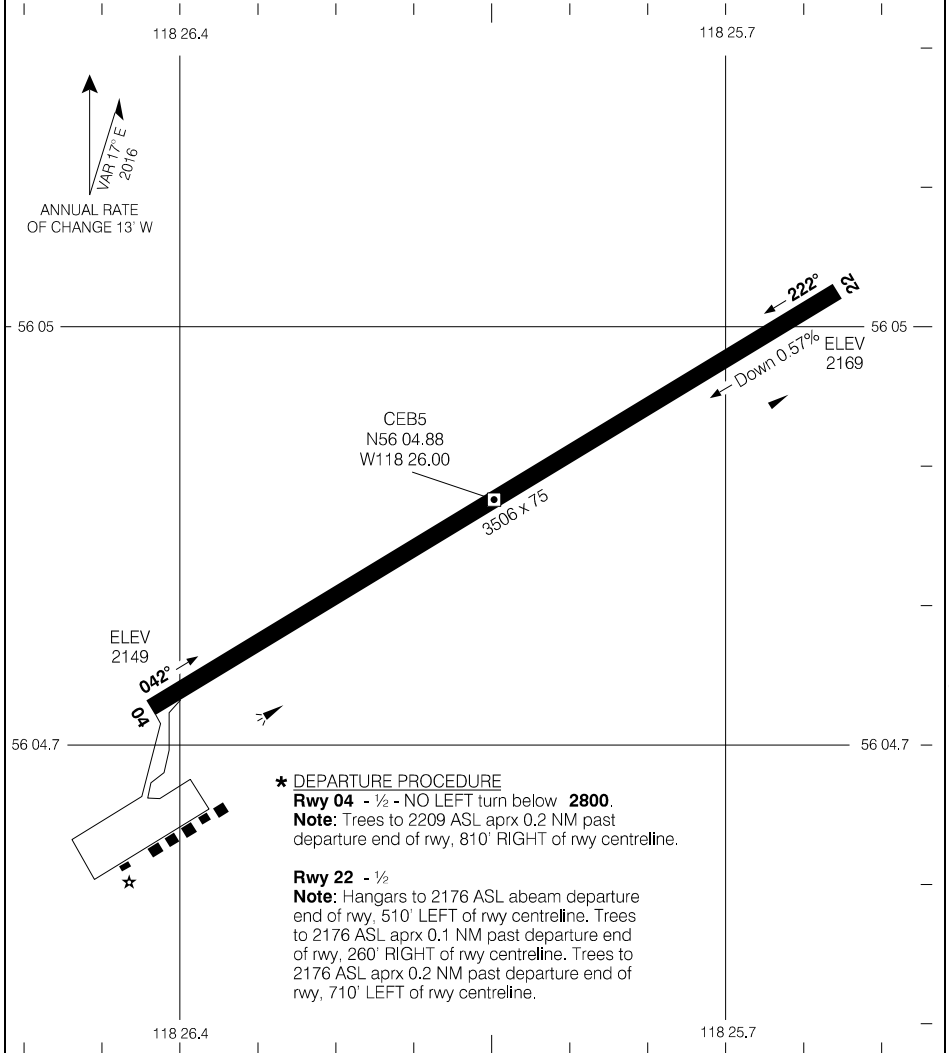 118 26.4
118 25.7
VAR 17° E
2016
ANNUAL RATE
OF CHANGE 13' W
222°
22
56 05
56 05
ELEV
2169
Down 0.57%
CEB5
N56 04.88
W118 26.00
3506 x 75
ELEV
2149
042°
04
56 04.7
56 04.7
* DEPARTURE PROCEDURE
Rwy 04 - ½ - NO LEFT turn below 2800.
Note: Trees to 2209 ASL aprx 0.2 NM past
departure end of rwy, 810' RIGHT of rwy centreline.
Rwy 22 - ½
Note: Hangars to 2176 ASL abeam departure
end of rwy, 510' LEFT of rwy centreline. Trees
to 2176 ASL aprx 0.1 NM past departure end
of rwy, 260' RIGHT of rwy centreline. Trees to
2176 ASL aprx 0.2 NM past departure end of
rwy, 710' LEFT of rwy centreline.
118 26.4
118 25.7